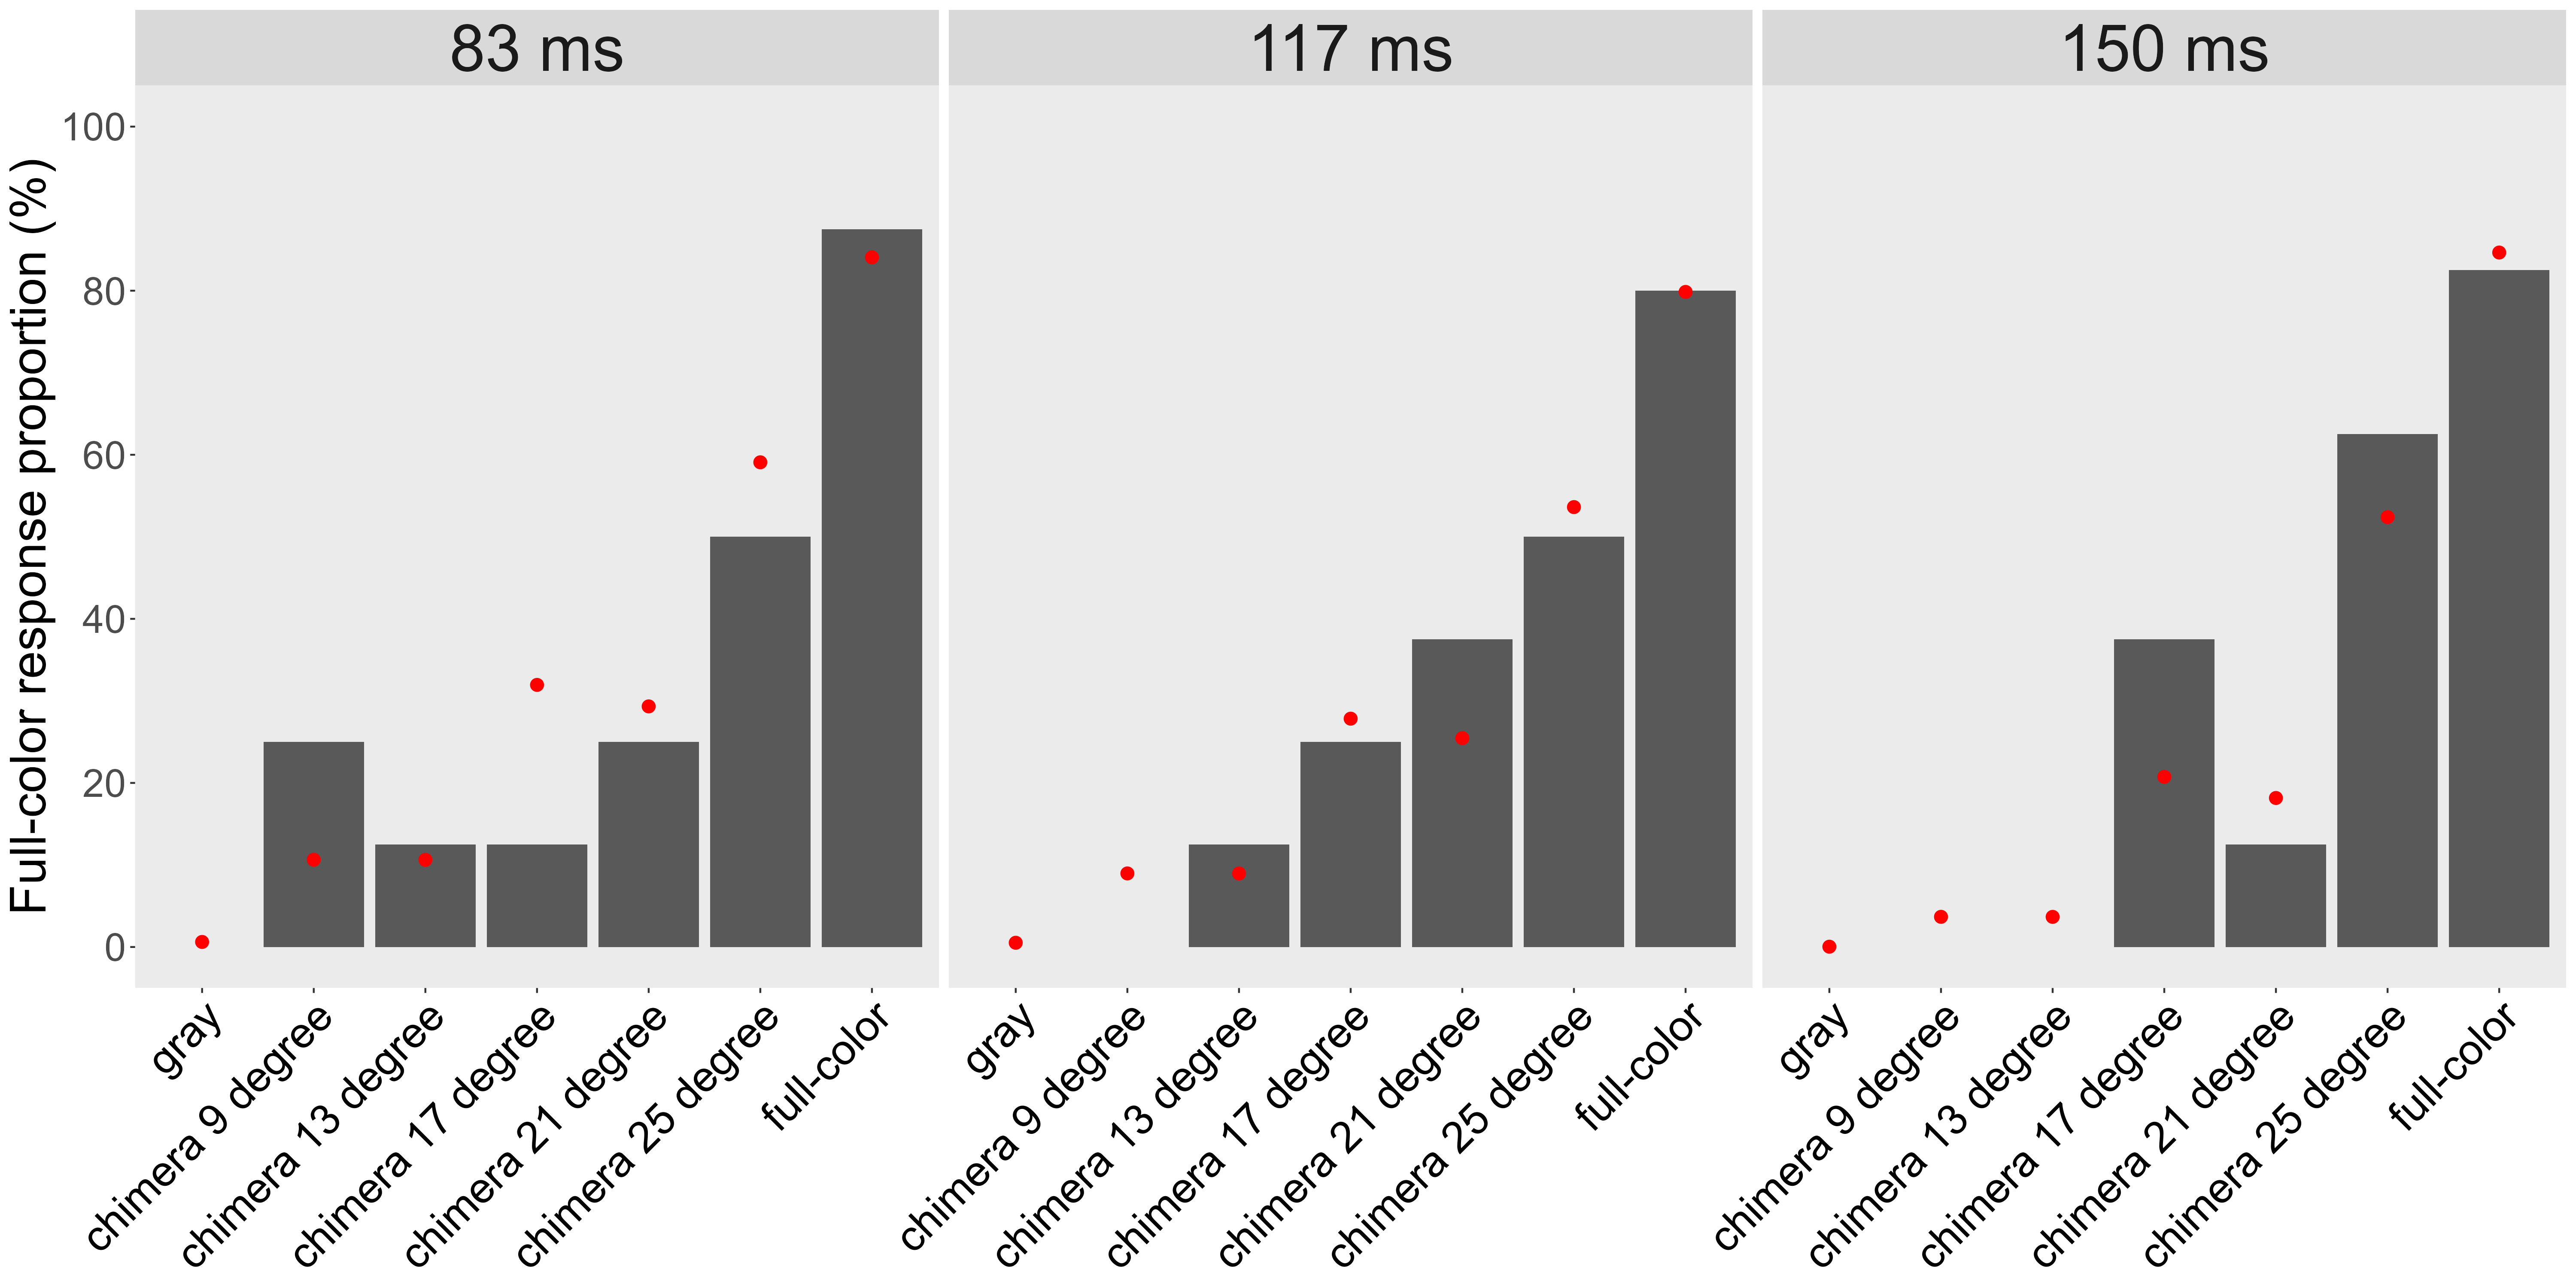 83 ms
117 ms
150 ms
Full-color response proportion (%)
100
80
60
40
20
0
gray
chimera 9 degree
chimera 13 degree
chimera 17 degree
chimera 21 degree
chimera 25 degree
full-color
gray
chimera 9 degree
chimera 13 degree
chimera 17 degree
chimera 21 degree
chimera 25 degree
full-color
gray
chimera 9 degree
chimera 13 degree
chimera 17 degree
chimera 21 degree
chimera 25 degree
full-color